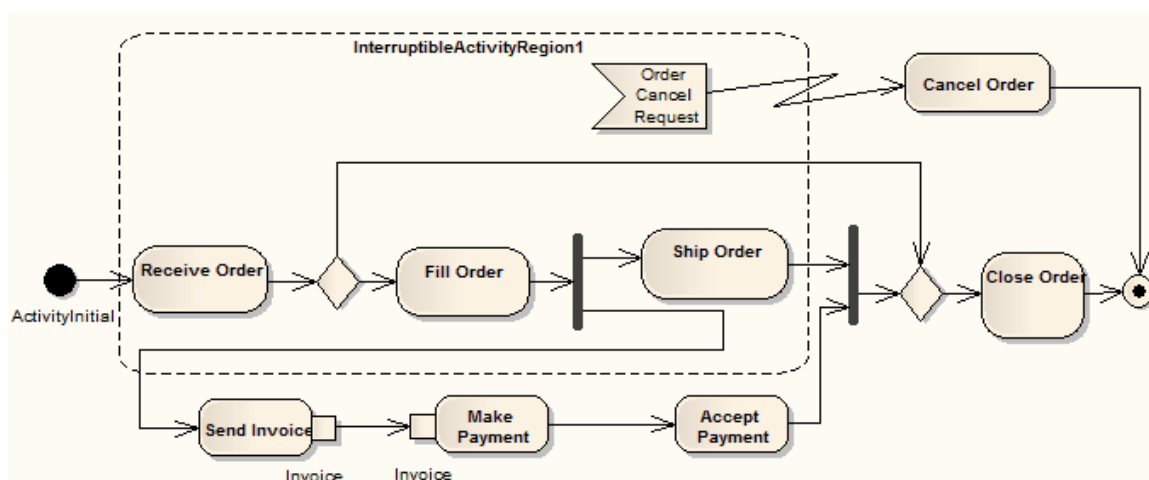 InterruptibleActivityRegion1
Order
Cancel
Request
Cancel Order
Receive Order
Fill Order
Ship Order
Close Order
ActivityInitial
Send Invoice
Make
Payment
Accept
Payment
Invoice
Invoice